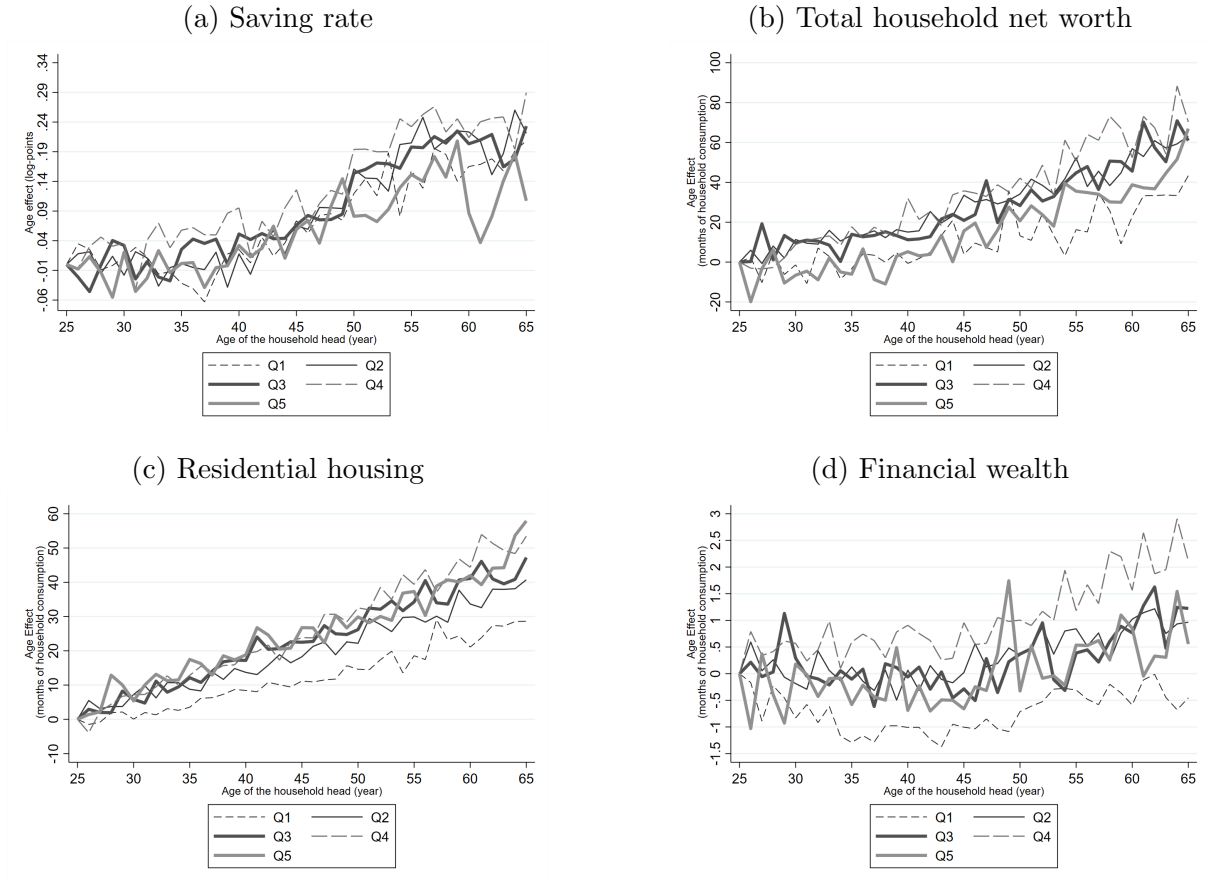 (a) Saving rate
Age effect (log-points)
.34
.29
.24
.19
.14
.09
.04
-.01
-.06
25 30 35 40 45 50 55 60 65
Age of the household head (year)
Q1 Q2
Q3 Q4
Q5
(b) Total household net worth
Age Effect
(months of household consumption)
100
80
60
40
20
0
-20
25 30 35 40 45 50 55 60 65
Age of the household head (year)
Q1 Q2
Q3 Q4
Q5
(c) Residential housing
Age Effect
(months of household consumption)
60
50
40
30
20
10
0
-10
25 30 35 40 45 50 55 60 65
Age of the household head (year)
Q1 Q2
Q3 Q4
Q5
(d) Financial wealth
Age Effect
(months of household consumption)
3
2.5
2
1.5
1
.5
0
-.5
-1
-1.5
25 30 35 40 45 50 55 60 65
Age of the household head (year)
Q1 Q2
Q3 Q4
Q5